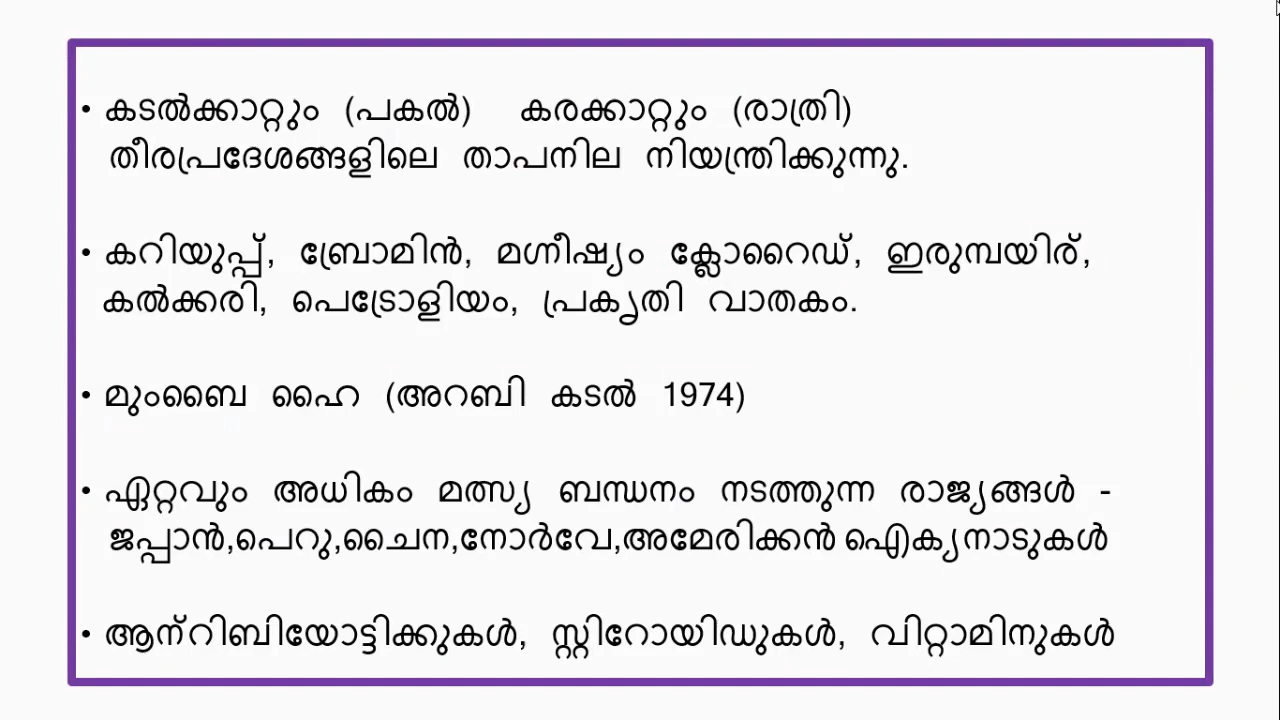 • കടൽക്കാറ്റും (പകൽ) കരക്കാറ്റും (രാത്രി)
തീരപ്രദേശങ്ങളിലെ താപനില നിയന്ത്രിക്കുന്നു.
• കറിയുപ്പ്, ബ്രോമിൻ, മഗ്നീഷ്യം ക്ലോറൈഡ്, ഇരുമ്പയിര്,
കൽക്കരി, പെട്രോളിയം, പ്രകൃതി വാതകം.
• മുംബൈ ഹൈ (അറബി കടൽ 1974)
• ഏറ്റവും അധികം മത്സ്യ ബന്ധനം നടത്തുന്ന രാജ്യങ്ങൾ -
ജപ്പാൻ,പെറു,ചൈന,നോർവേ,അമേരിക്കൻ ഐക്യനാടുകൾ
• ആന്റിബിയോട്ടിക്കുകൾ, സ്റ്റിറോയിഡുകൾ, വിറ്റാമിനുകൾ